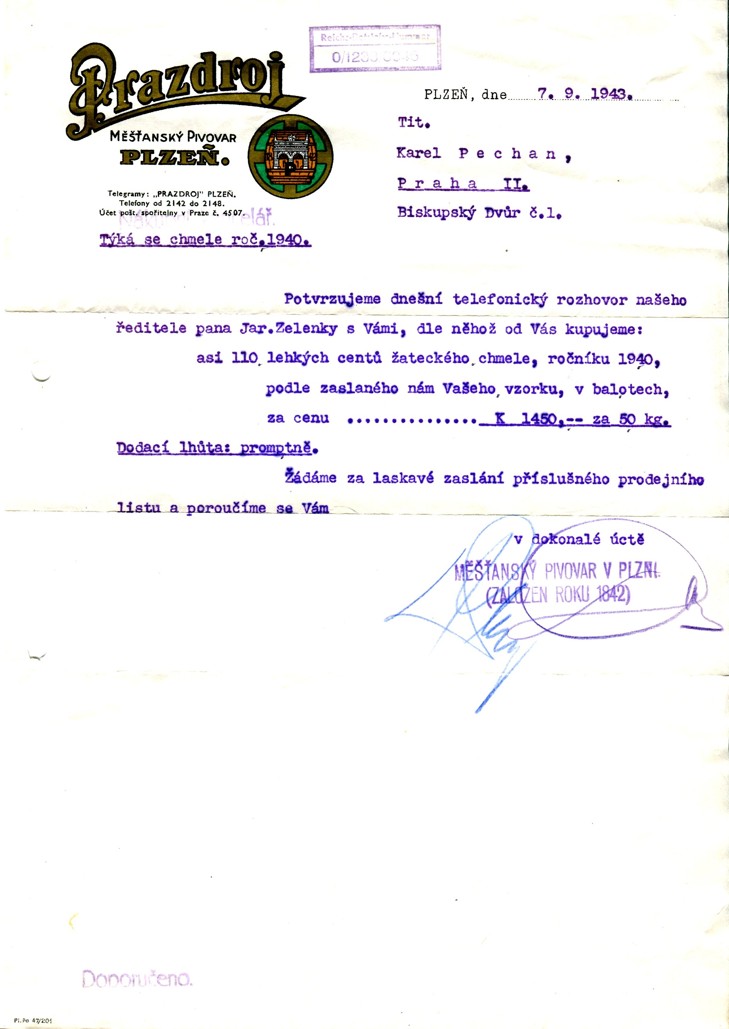 Prazdroj
MĚŠŤANSKÝ PIVOVAR
PLZEŇ.
Telegramy: „PRAZDROJ“ PLZEŇ.
Telefony od 2142 do 2148.
Účet pošt. spořitelny v Praze č. 4507.
PLZEŇ, dne 7. 9. 1943.
Tit.
Karel Pechan,
Praha II.
Biskupský Dvůr č.1.
Týká se chmele roč.1940.
Potvrzujeme dnešní telefonický rozhovor našeho
ředitele pana Jar.Zelenky s Vámi, dle něhož od Vás kupujeme:
asi 110 lehkých centů žateckého chmele, ročníku 1940,
podle zaslaného nám Vašeho vzorku, v balotech,
za cenu ............... K 1450,-- za 50 kg.
Dodací lhůta: promptně.
Žádáme za laskavé zaslání příslušného prodejního
listu a poroučíme se Vám
v dokonalé úctě
MĚŠŤANSKÝ PIVOVAR V PLZNI.
(ZALOŽEN ROKU 1842)
Doporučeno.